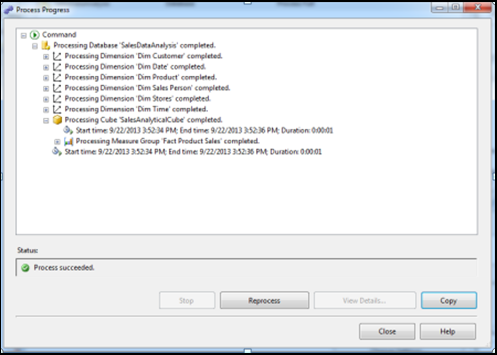 Process Progress
Command
Processing Database 'SalesDataAnalysis' completed.
Processing Dimension 'Dim Customer' completed.
Processing Dimension 'Dim Date' completed.
Processing Dimension 'Dim Product' completed.
Processing Dimension 'Dim Sales Person' completed.
Processing Dimension 'Dim Stores' completed.
Processing Dimension 'Dim Time' completed.
Processing Cube 'SalesAnalyticalCube' completed.
Start time: 9/22/2013 3:52:34 PM; End time: 9/22/2013 3:52:36 PM; Duration: 0:00:01
Processing Measure Group 'Fact Product Sales' completed.
Start time: 9/22/2013 3:52:34 PM; End time: 9/22/2013 3:52:36 PM; Duration: 0:00:01
Status:
Process succeeded.
Stop Reprocess View Details... Copy
Close Help